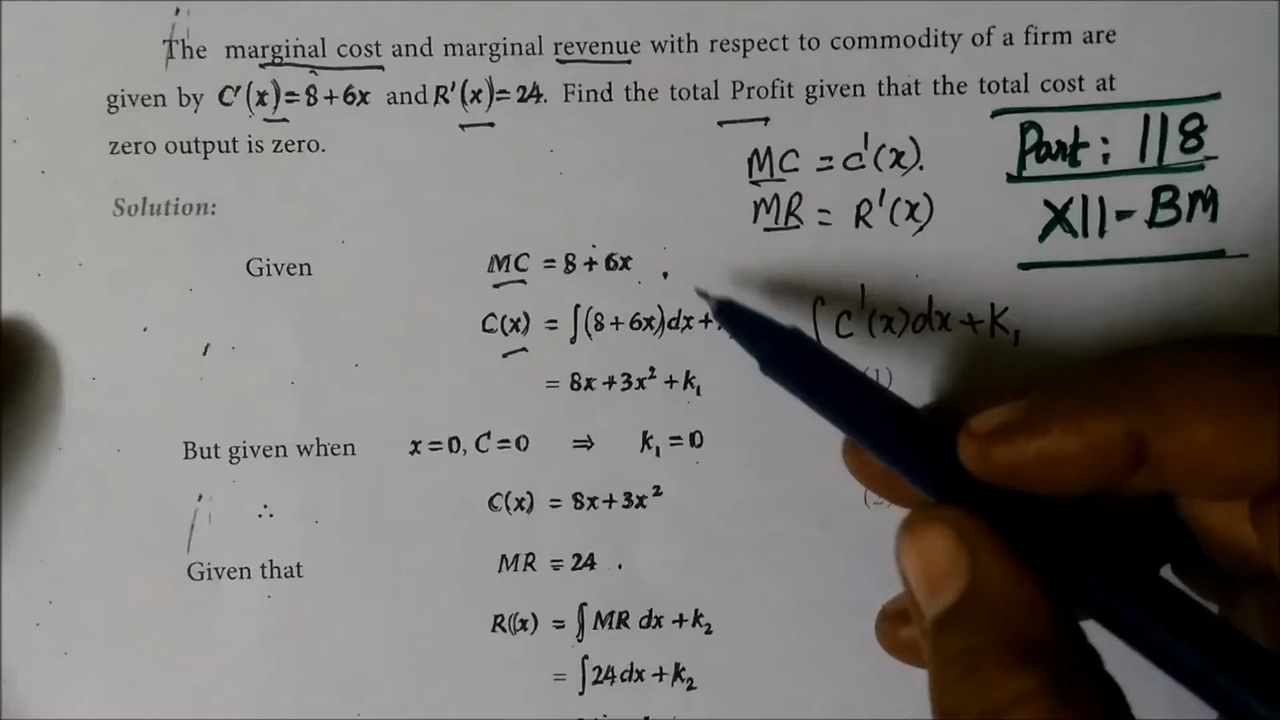 The marginal cost and marginal revenue with respect to commodity of a firm are
given by C'(x)=8+6x and R'(x)=24. Find the total Profit given that the total cost at
zero output is zero.
MC = C'(x).
MR = R'(x)
Part: 118
XII-BM
Solution:
Given MC = 8+6x
C(x) = ∫(8+6x)dx+
∫C'(x)dx+K₁
= 8x+3x²+k₁ (1)
But given when x=0, C=0 ⇒ k₁=0
∴ C(x) = 8x+3x²
Given that MR = 24.
R(x) = ∫MR dx+k₂
= ∫24dx+k₂